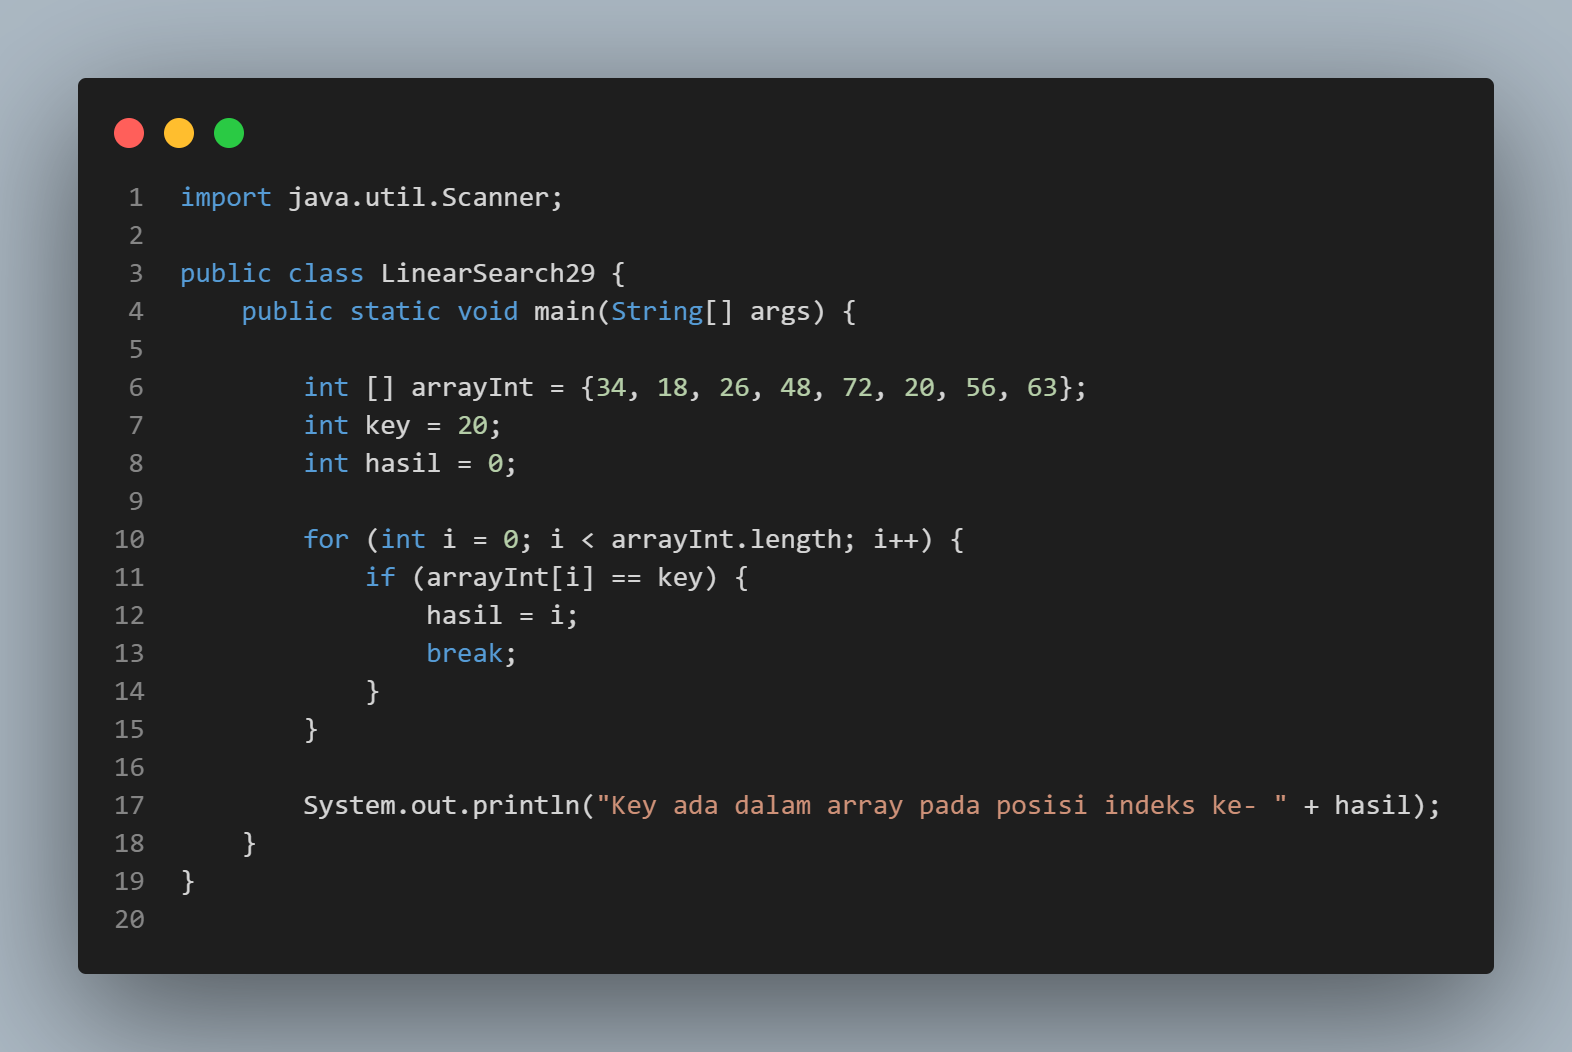 1 import java.util.Scanner;
2
3 public class LinearSearch29 {
4     public static void main(String[] args) {
5
6         int [] arrayInt = {34, 18, 26, 48, 72, 20, 56, 63};
7         int key = 20;
8         int hasil = 0;
9
10         for (int i = 0; i < arrayInt.length; i++) {
11             if (arrayInt[i] == key) {
12                 hasil = i;
13                 break;
14             }
15         }
16
17         System.out.println("Key ada dalam array pada posisi indeks ke- " + hasil);
18     }
19 }
20